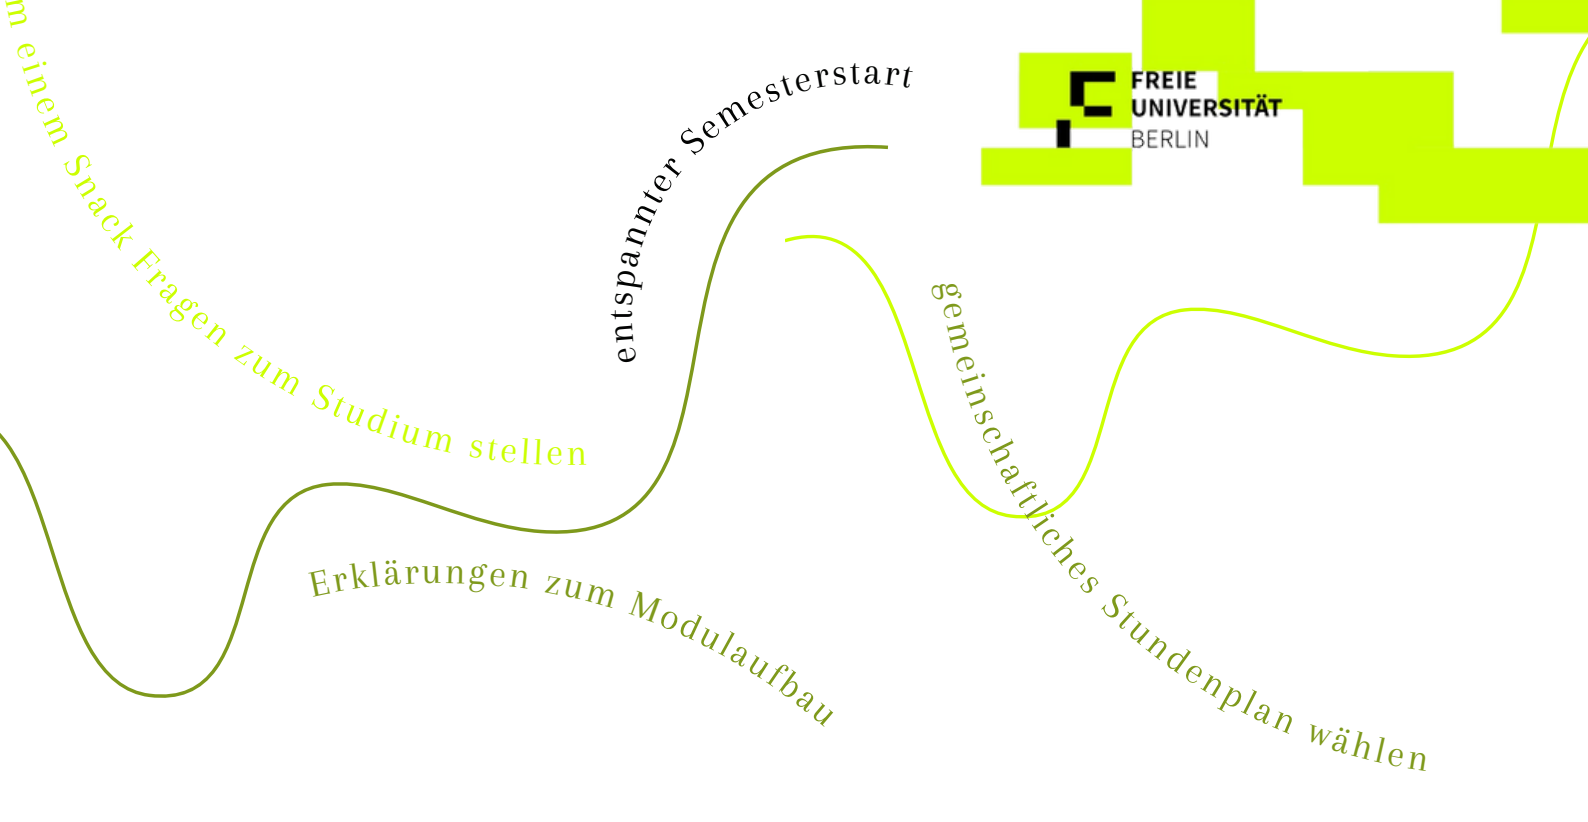 einem Snack Fragen zum Studium stellen
entspannter Semesterstart
FREIE
UNIVERSITÄT
BERLIN
gemeinschaftliches Stundenplan wählen
Erklärungen zum Modulaufbau